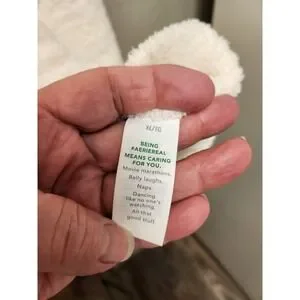 XL/TG
BEING
#AERIEREAL
MEANS CARING
FOR YOU.
Movie marathons.
Belly laughs.
Naps.
Dancing
like no one's
watching.
All that
good stuff.